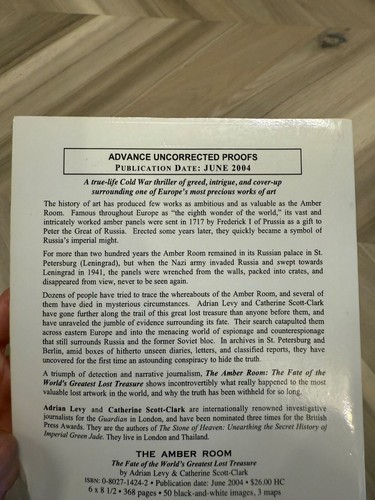 ADVANCE UNCORRECTED PROOFS
PUBLICATION DATE: JUNE 2004
A true-life Cold War thriller of greed, intrigue, and cover-up
surrounding one of Europe's most precious works of art
The history of art has produced few works as ambitious and as valuable as the Amber
Room. Famous throughout Europe as "the eighth wonder of the world," its vast and
intricately worked amber panels were sent in 1717 by Frederick I of Prussia as a gift to
Peter the Great of Russia. Erected some years later, they quickly became a symbol of
Russia's imperial might.
For more than two hundred years the Amber Room remained in its Russian palace in St.
Petersburg (Leningrad), but when the Nazi army invaded Russia and swept towards
Leningrad in 1941, the panels were wrenched from the walls, packed into crates, and
disappeared from view, never to be seen again.
Dozens of people have tried to trace the whereabouts of the Amber Room, and several of
them have died in mysterious circumstances. Adrian Levy and Catherine Scott-Clark
have gone further along the trail of this great lost treasure than anyone before them, and
have unraveled the jumble of evidence surrounding its fate. Their search catapulted them
across eastern Europe and into the menacing world of espionage and counterespionage
that still surrounds Russia and the former Soviet bloc. In archives in St. Petersburg and
Berlin, amid boxes of hitherto unseen diaries, letters, and classified reports, they have
uncovered for the first time an astounding conspiracy to hide the truth.
A triumph of detection and narrative journalism, The Amber Room: The Fate of the
World's Greatest Lost Treasure shows incontrovertibly what really happened to the most
valuable lost artwork in the world, and why the truth has been withheld for so long.
Adrian Levy and Catherine Scott-Clark are internationally renowned investigative
journalists for the Guardian in London, and have been nominated three times for the British
Press Awards. They are the authors of The Stone of Heaven: Unearthing the Secret History of
Imperial Green Jade. They live in London and Thailand.
THE AMBER ROOM
The Fate of the World's Greatest Lost Treasure
by Adrian Levy & Catherine Scott-Clark
ISBN: 0-8027-1424-2 • Publication date: June 2004 • $26.00 HC
6 x 8 1/2 • 368 pages • 50 black-and-white images, 3 maps